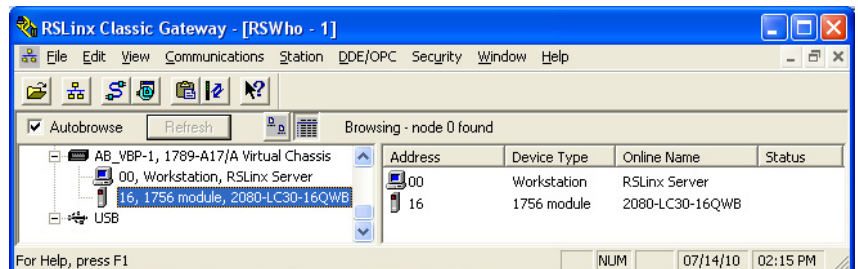 RSLinx Classic Gateway - [RSWho - 1]
File Edit View Communications Station DDE/OPC Security Window Help
Autobrowse Refresh Browsing - node 0 found
AB_VBP-1, 1789-A17/A Virtual Chassis
00, Workstation, RSLinx Server
16, 1756 module, 2080-LC30-16QWB
USB
Address Device Type Online Name Status
00 Workstation RSLinx Server
16 1756 module 2080-LC30-16QWB
For Help, press F1 NUM 07/14/10 02:15 PM